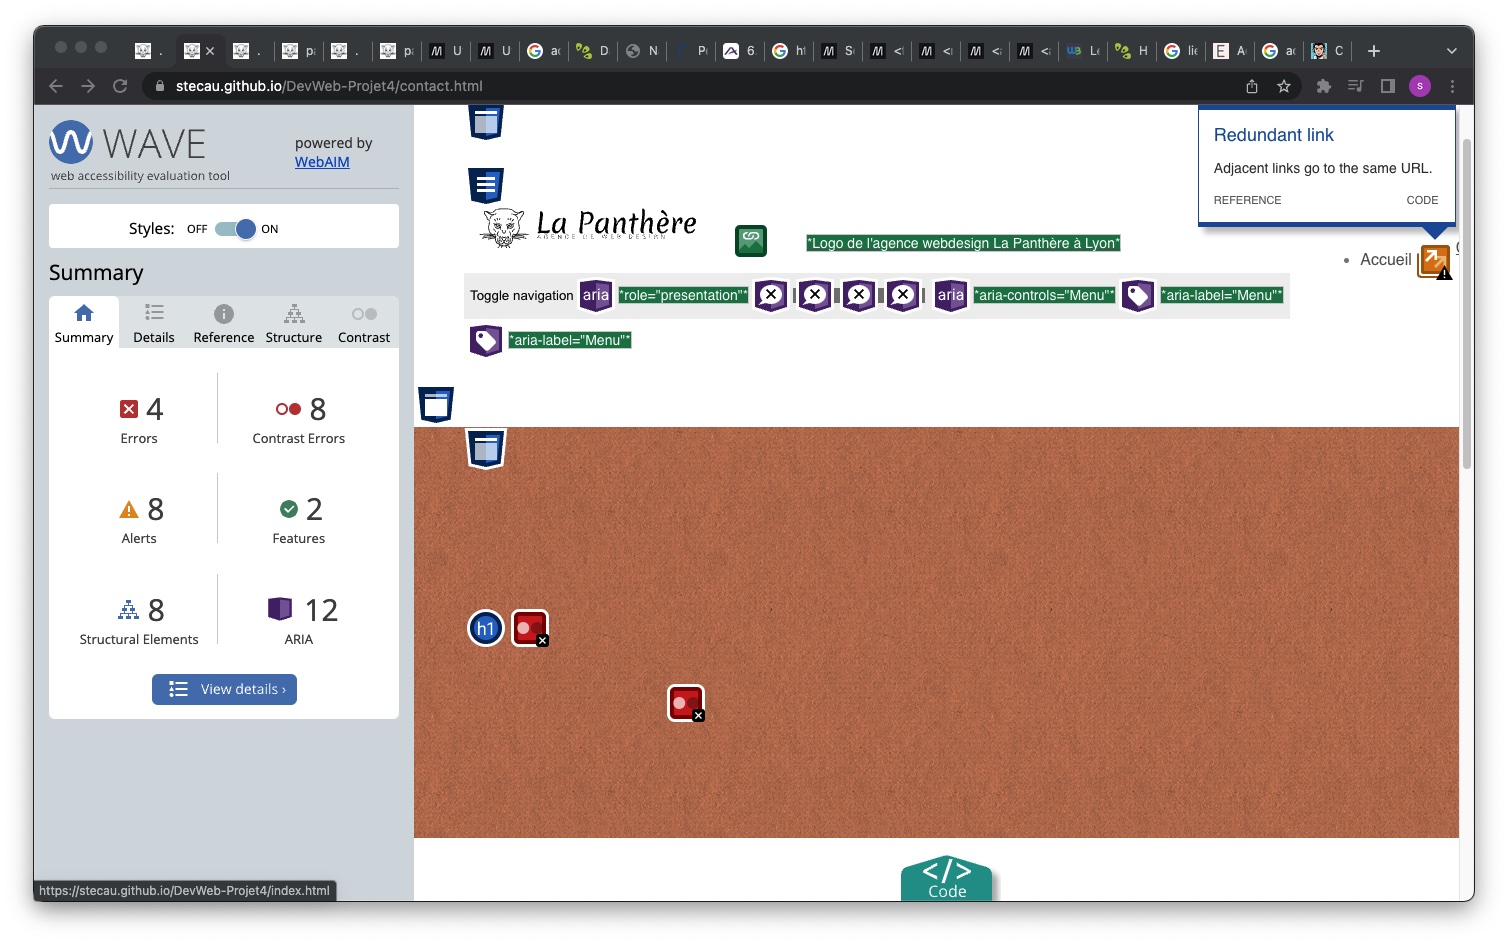 stecau.github.io/DevWeb-Projet4/contact.html
WAVE
web accessibility evaluation tool
powered by
WebAIM
Styles: OFF ON
Summary
Summary Details Reference Structure Contrast
4 Errors
8 Contrast Errors
8 Alerts
2 Features
8 Structural Elements
12 ARIA
View details ›
https://stecau.github.io/DevWeb-Projet4/index.html
Redundant link
Adjacent links go to the same URL.
REFERENCE CODE
La Panthère
AGENCE DE WEB DESIGN
*Logo de l'agence webdesign La Panthère à Lyon*
• Accueil
Toggle navigation aria *role="presentation"* aria *aria-controls="Menu"* *aria-label="Menu"*
*aria-label="Menu"*
h1
</>
Code